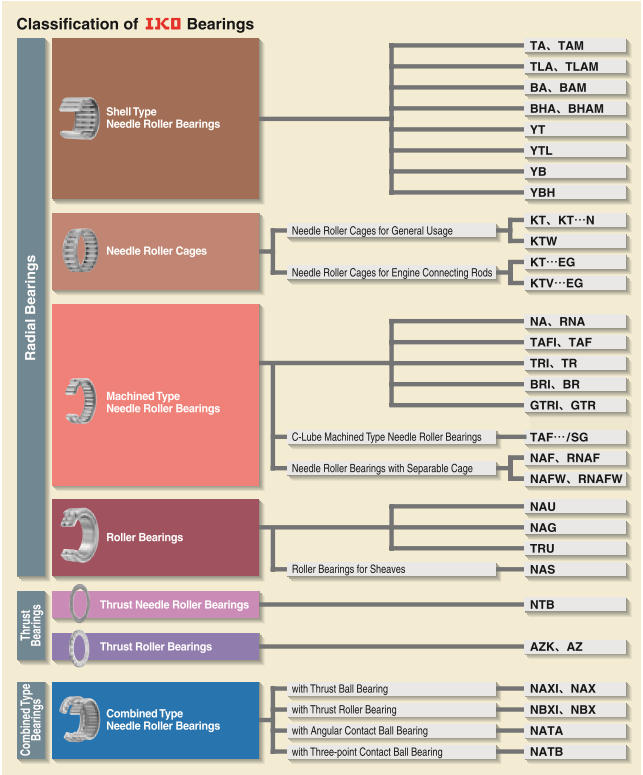 Classification of IKO Bearings
Radial Bearings
Shell Type
Needle Roller Bearings
TA、TAM
TLA、TLAM
BA、BAM
BHA、BHAM
YT
YTL
YB
YBH
Needle Roller Cages
Needle Roller Cages for General Usage
KT、KT···N
KTW
Needle Roller Cages for Engine Connecting Rods
KT···EG
KTV···EG
Machined Type
Needle Roller Bearings
NA、RNA
TAFI、TAF
TRI、TR
BRI、BR
GTRI、GTR
C-Lube Machined Type Needle Roller Bearings
TAF···/SG
Needle Roller Bearings with Separable Cage
NAF、RNAF
NAFW、RNAFW
Roller Bearings
NAU
NAG
TRU
Roller Bearings for Sheaves
NAS
Thrust
Bearings
Thrust Needle Roller Bearings
NTB
Thrust Roller Bearings
AZK、AZ
Combined Type
Bearings
Combined Type
Needle Roller Bearings
with Thrust Ball Bearing
NAXI、NAX
with Thrust Roller Bearing
NBXI、NBX
with Angular Contact Ball Bearing
NATA
with Three-point Contact Ball Bearing
NATB